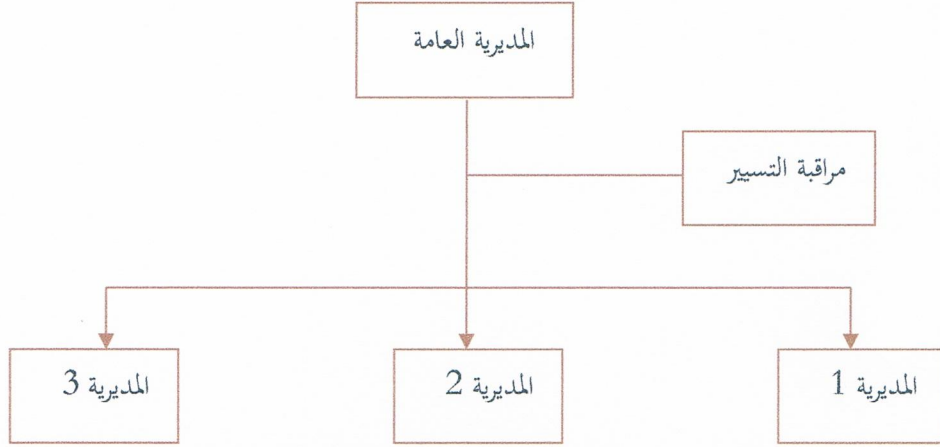 المديرية العامة
مراقبة التسيير
المديرية 1
المديرية 2
المديرية 3